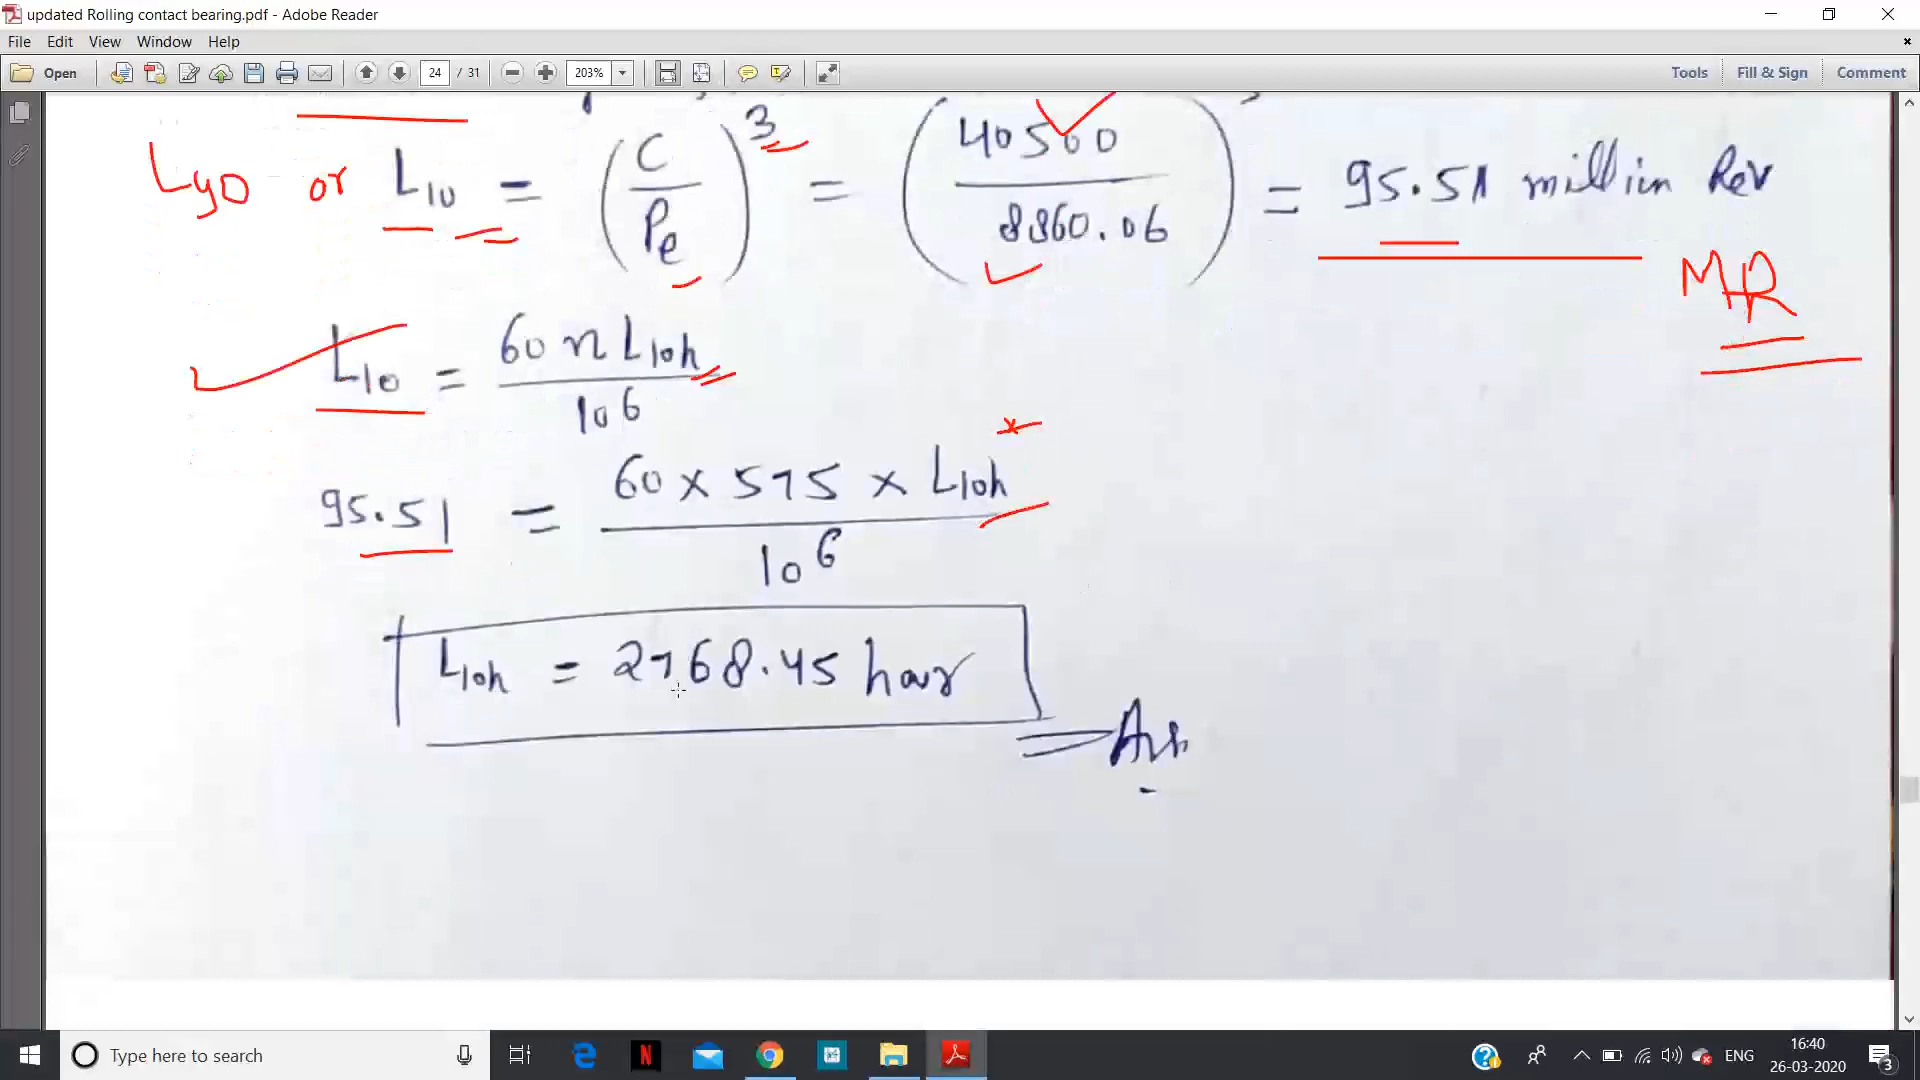 updated Rolling contact bearing.pdf - Adobe Reader
File Edit View Window Help
Open 24 / 31 203% Tools Fill & Sign Comment
L90 or L10 = (C/Pe)^3 = (40500/8860.06) = 95.51 million Rev
MR
L10 = 60 n L10h / 10^6
95.51 = 60 × 575 × L10h / 10^6
L10h = 2768.45 hour
Ans
Type here to search ENG 16:40
26-03-2020
3